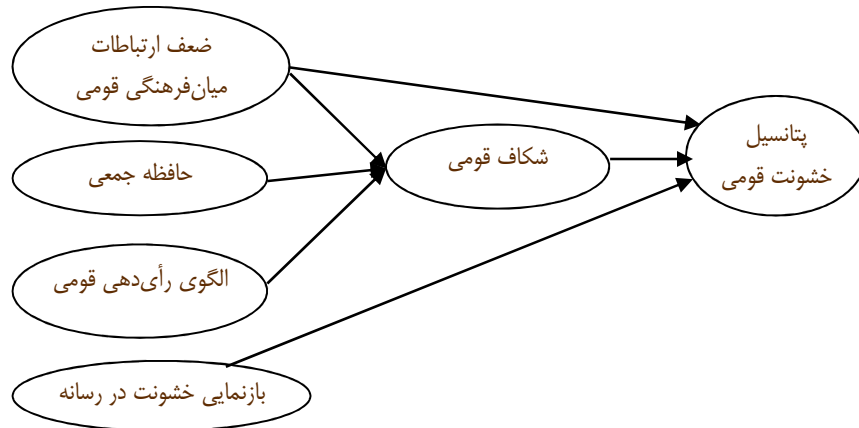 ضعف ارتباطات
میان‌فرهنگی قومی
حافظه جمعی
الگوی رأی‌دهی قومی
بازنمایی خشونت در رسانه
شکاف قومی
پتانسیل
خشونت قومی